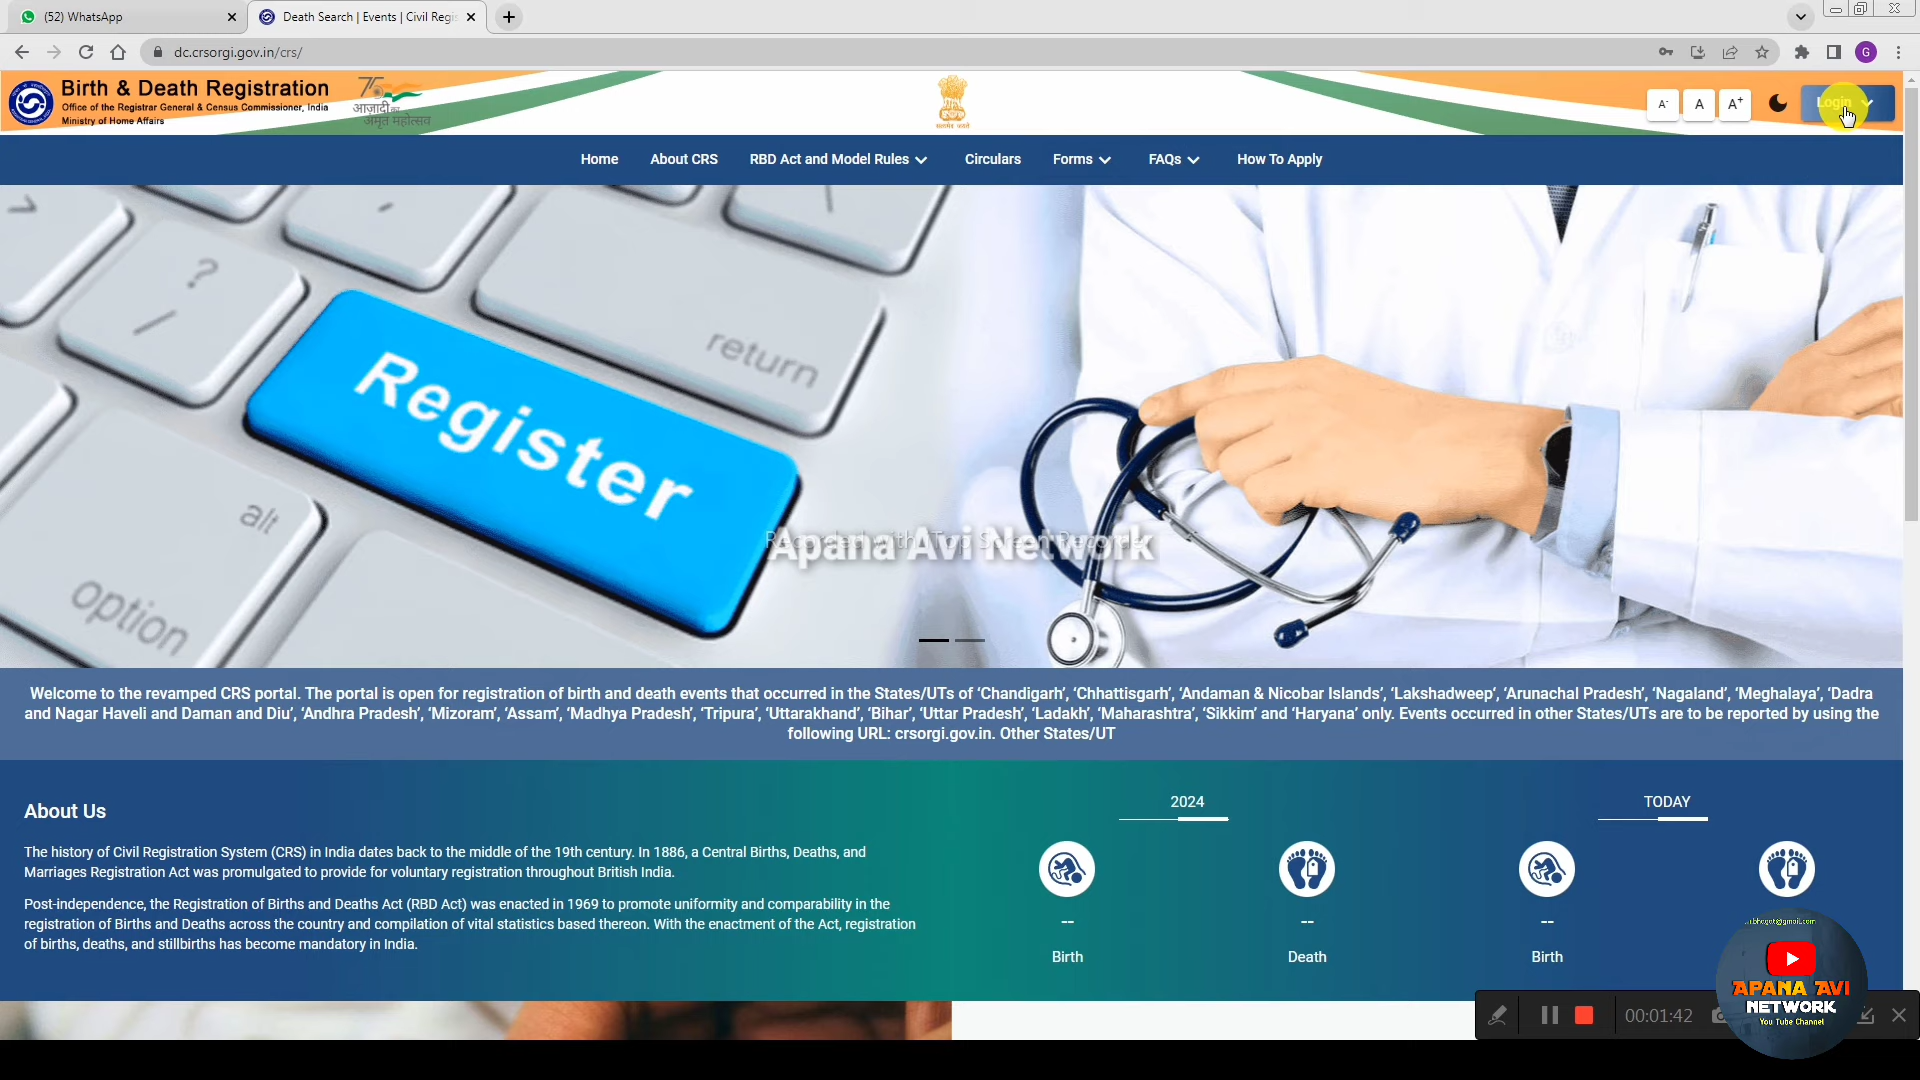 (52) WhatsApp
Death Search | Events | Civil Regis
dc.crsorgi.gov.in/crs/
G
Birth & Death Registration
Office of the Registrar General & Census Commissioner, India
Ministry of Home Affairs
75
आज़ादी का
अमृत महोत्सव
सत्यमेव जयते
A-
A
A+
Login
Home
About CRS
RBD Act and Model Rules
Circulars
Forms
FAQs
How To Apply
?
/
return
Register
alt
option
Apana Avi Network
Welcome to the revamped CRS portal. The portal is open for registration of birth and death events that occurred in the States/UTs of ‘Chandigarh’, ‘Chhattisgarh’, ‘Andaman & Nicobar Islands’, ‘Lakshadweep‘, ‘Arunachal Pradesh’, ‘Nagaland’, ‘Meghalaya’, ‘Dadra
and Nagar Haveli and Daman and Diu’, ‘Andhra Pradesh’, ‘Mizoram’, ‘Assam’, ‘Madhya Pradesh’, ‘Tripura’, ‘Uttarakhand’, ‘Bihar’, ‘Uttar Pradesh’, ‘Ladakh’, ‘Maharashtra’, ‘Sikkim’ and ‘Haryana’ only. Events occurred in other States/UTs are to be reported by using the
following URL: crsorgi.gov.in. Other States/UT
About Us
The history of Civil Registration System (CRS) in India dates back to the middle of the 19th century. In 1886, a Central Births, Deaths, and
Marriages Registration Act was promulgated to provide for voluntary registration throughout British India.
Post-independence, the Registration of Births and Deaths Act (RBD Act) was enacted in 1969 to promote uniformity and comparability in the
registration of Births and Deaths across the country and compilation of vital statistics based thereon. With the enactment of the Act, registration
of births, deaths, and stillbirths has become mandatory in India.
2024
TODAY
--
--
--
Birth
Death
Birth
APANA AVI
NETWORK
You Tube Channel
00:01:42